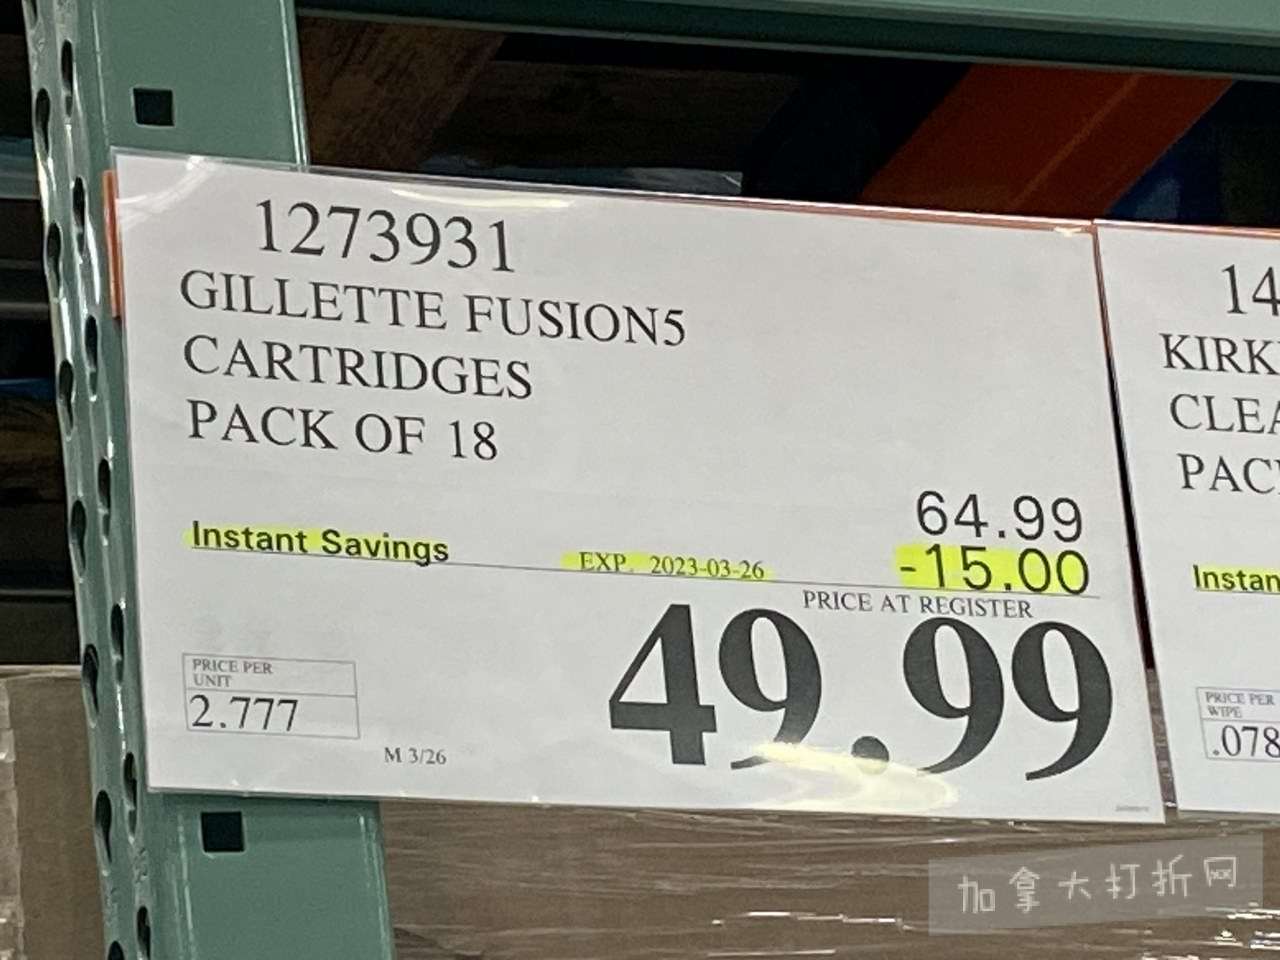 1273931
GILLETTE FUSION5
CARTRIDGES
PACK OF 18
64.99
Instant Savings EXP. 2023-03-26 -15.00
PRICE AT REGISTER
49.99
PRICE PER
UNIT
2.777
M 3/26
14
KIRK
CLEA
PAC
Instan
PRICE PER
WIPE
.078
加拿大打折网